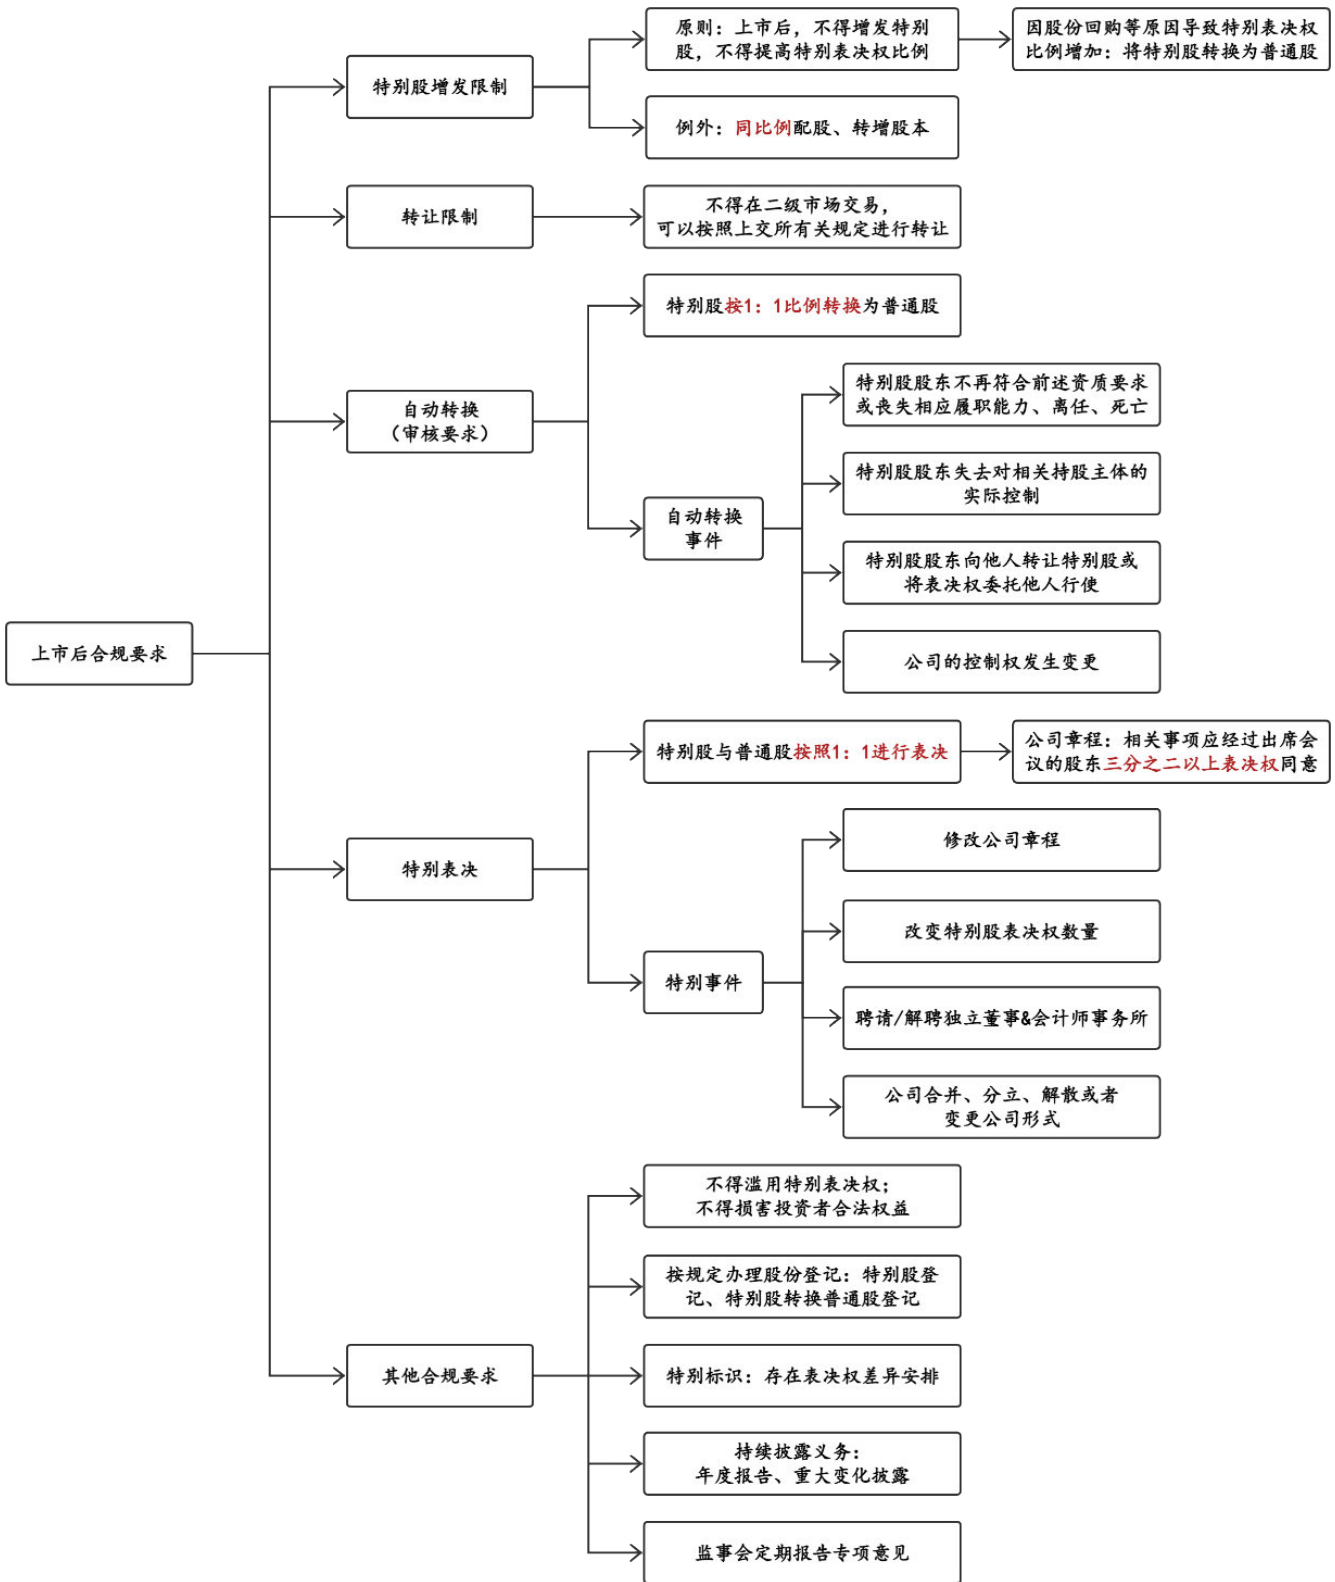 上市后合规要求
特别股增发限制
原则：上市后，不得增发特别
股，不得提高特别表决权比例
因股份回购等原因导致特别表决权
比例增加：将特别股转换为普通股
例外：同比例配股、转增股本
转让限制
不得在二级市场交易，
可以按照上交所有关规定进行转让
自动转换
（审核要求）
特别股按1：1比例转换为普通股
自动转换
事件
特别股股东不再符合前述资质要求
或丧失相应履职能力、离任、死亡
特别股股东失去对相关持股主体的
实际控制
特别股股东向他人转让特别股或
将表决权委托他人行使
公司的控制权发生变更
特别表决
特别股与普通股按照1：1进行表决
公司章程：相关事项应经过出席会
议的股东三分之二以上表决权同意
特别事件
修改公司章程
改变特别股表决权数量
聘请/解聘独立董事&会计师事务所
公司合并、分立、解散或者
变更公司形式
其他合规要求
不得滥用特别表决权；
不得损害投资者合法权益
按规定办理股份登记：特别股登
记、特别股转换普通股登记
特别标识：存在表决权差异安排
持续披露义务：
年度报告、重大变化披露
监事会定期报告专项意见